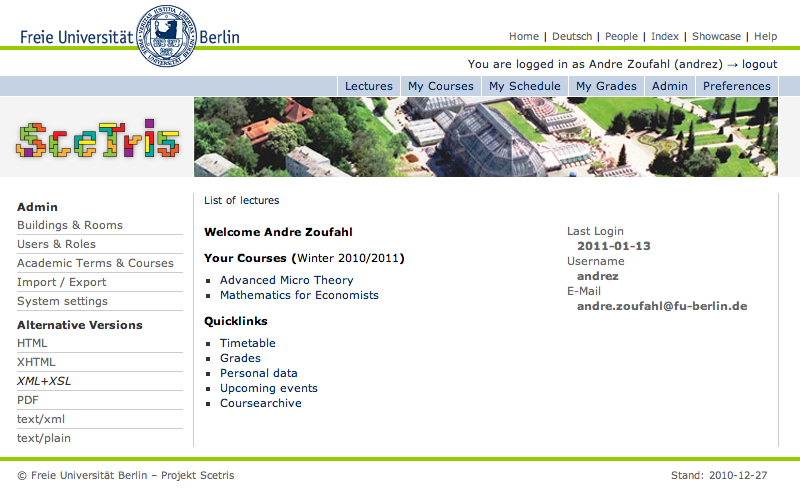 Freie Universität Berlin
Home | Deutsch | People | Index | Showcase | Help
You are logged in as Andre Zoufahl (andrez) → logout
Lectures | My Courses | My Schedule | My Grades | Admin | Preferences
SceTris
List of lectures
Admin
Buildings & Rooms
Users & Roles
Academic Terms & Courses
Import / Export
System settings
Alternative Versions
HTML
XHTML
XML+XSL
PDF
text/xml
text/plain
Welcome Andre Zoufahl
Your Courses (Winter 2010/2011)
Advanced Micro Theory
Mathematics for Economists
Quicklinks
Timetable
Grades
Personal data
Upcoming events
Coursearchive
Last Login
2011-01-13
Username
andrez
E-Mail
andre.zoufahl@fu-berlin.de
© Freie Universität Berlin – Projekt Scetris
Stand: 2010-12-27